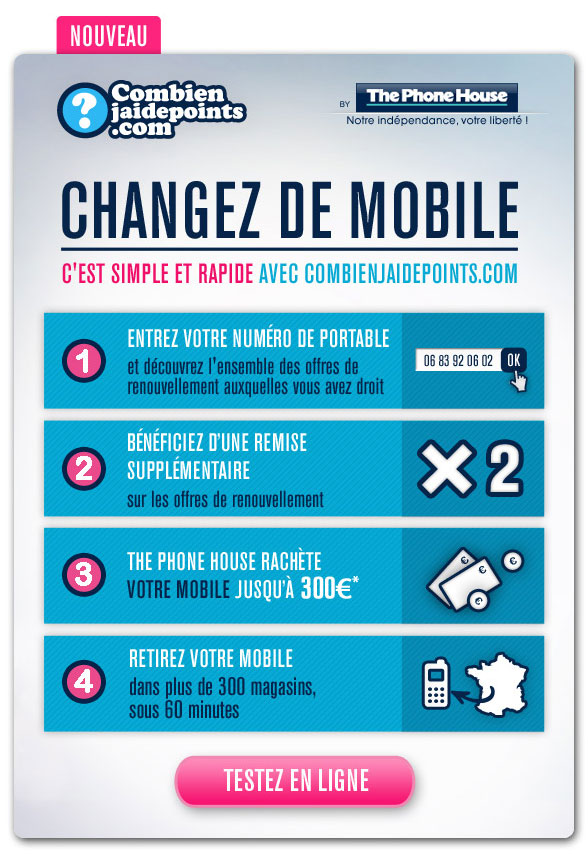 NOUVEAU
?
Combien
jaidepoints
.com
BY The Phone House
Notre indépendance, votre liberté !
CHANGEZ DE MOBILE
C'EST SIMPLE ET RAPIDE AVEC COMBIENJAIDEPOINTS.COM
1
ENTREZ VOTRE NUMÉRO DE PORTABLE
et découvrez l'ensemble des offres de
renouvellement auxquelles vous avez droit
06 83 92 06 02 OK
2
BÉNÉFICIEZ D'UNE REMISE
SUPPLÉMENTAIRE
sur les offres de renouvellement
X 2
3
THE PHONE HOUSE RACHÈTE
VOTRE MOBILE JUSQU'À 300€*
€ € €
4
RETIREZ VOTRE MOBILE
dans plus de 300 magasins,
sous 60 minutes
TESTEZ EN LIGNE